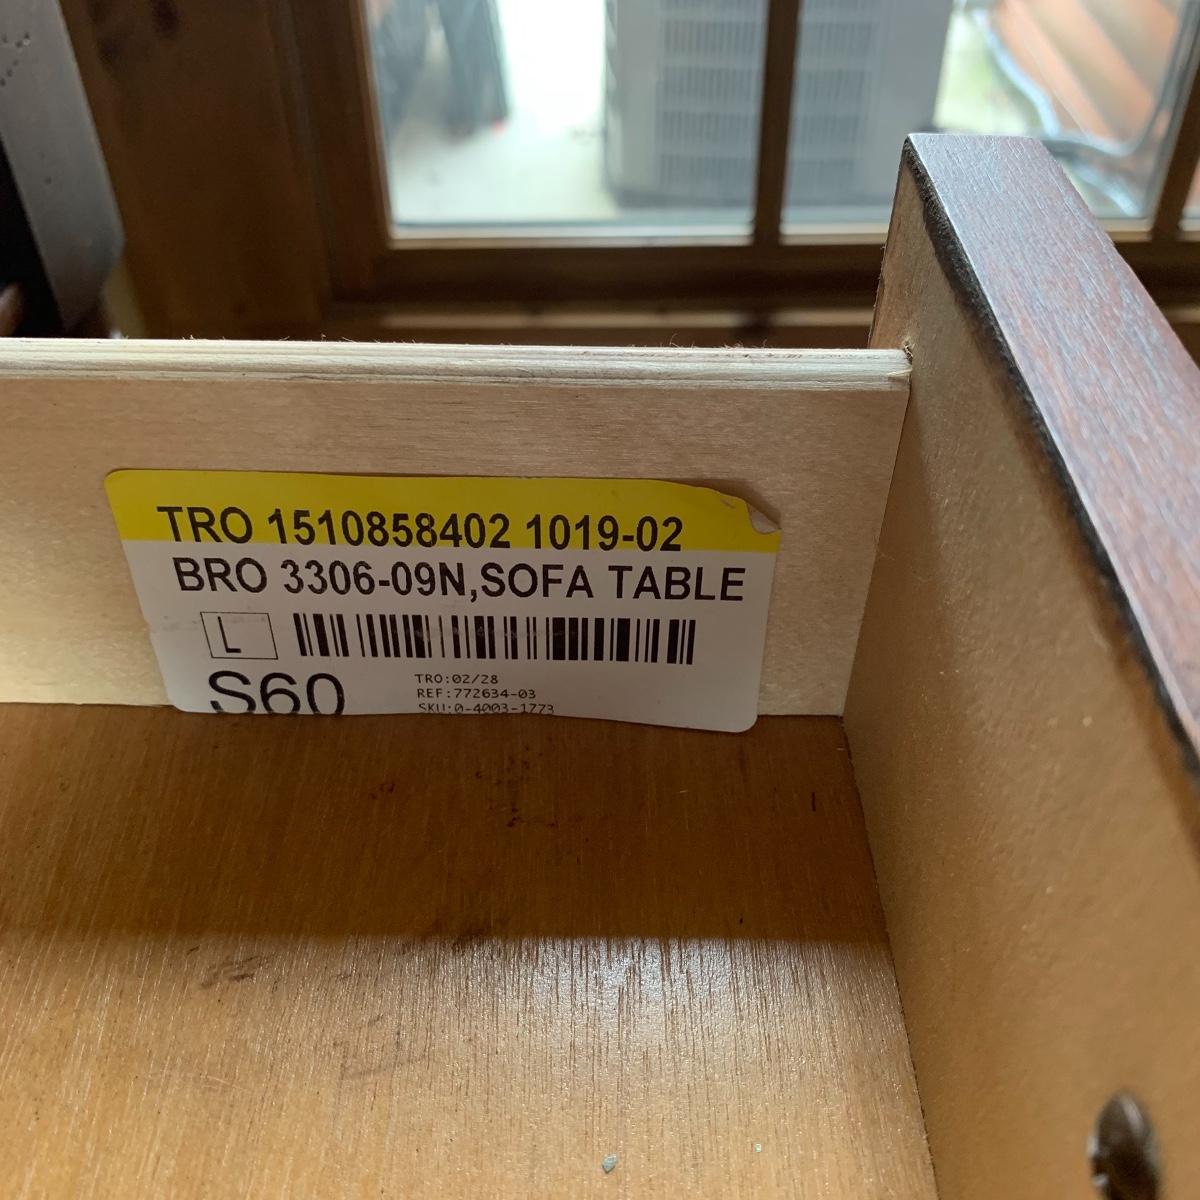 TRO 1510858402 1019-02
BRO 3306-09N,SOFA TABLE
L
S60
TRO:02/28
REF:772634-03
SKU:0-4003-1773